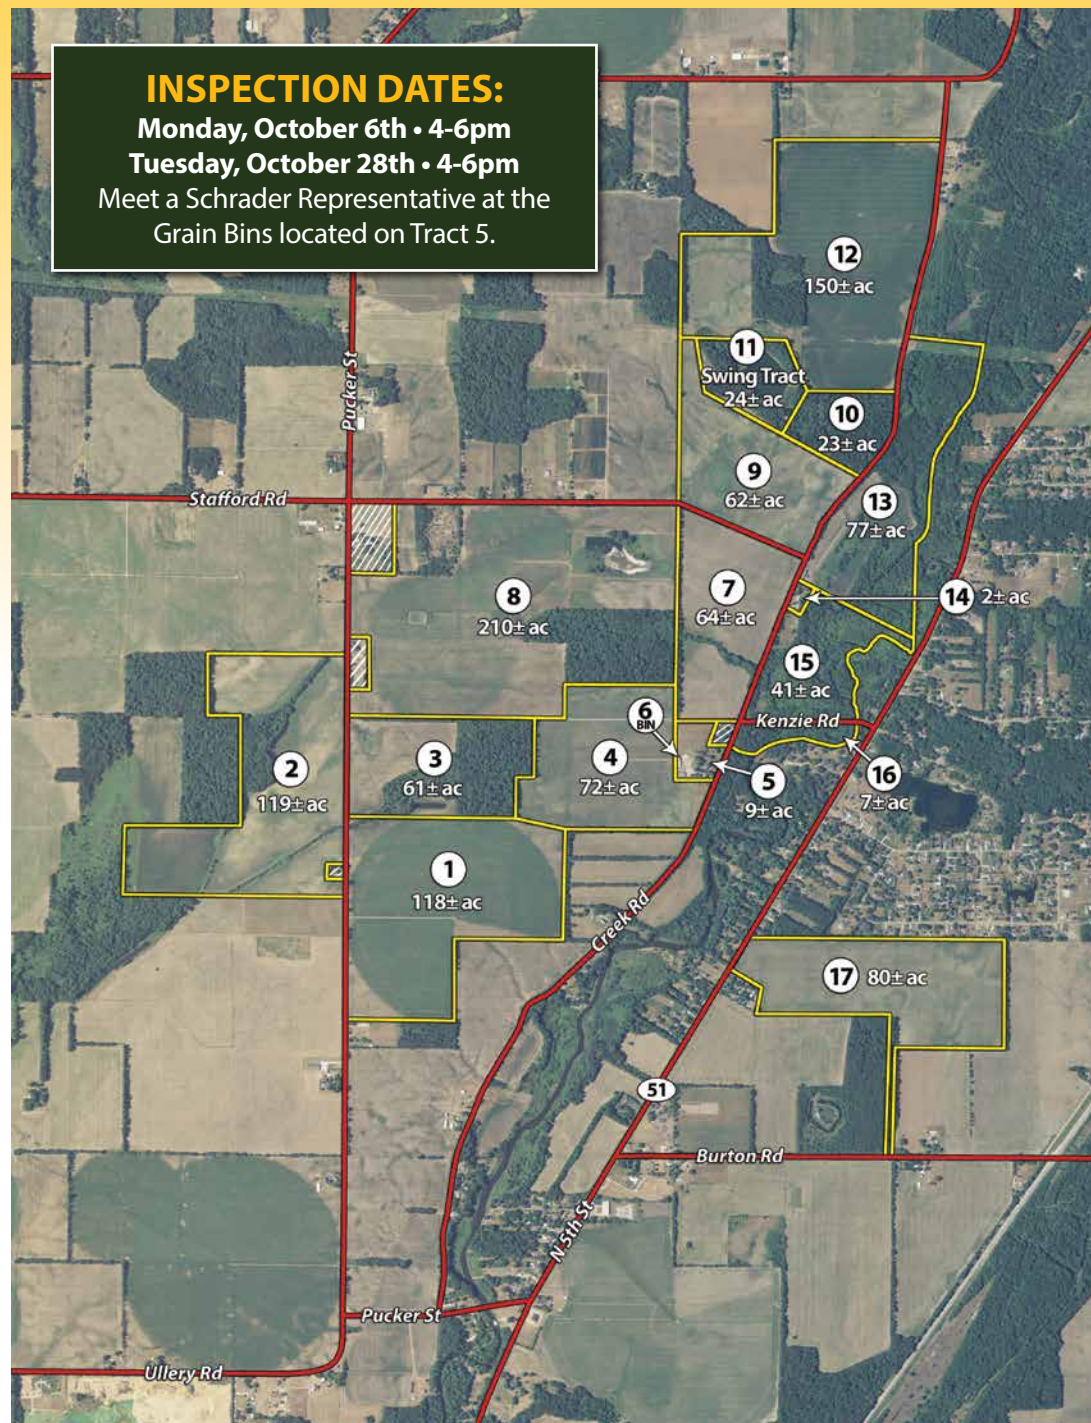 INSPECTION DATES:
Monday, October 6th • 4-6pm
Tuesday, October 28th • 4-6pm
Meet a Schrader Representative at the
Grain Bins located on Tract 5.
12
150± ac
Pucker St
11
Swing Tract
24± ac
10
23± ac
9
62± ac
13
77± ac
Stafford Rd
8
210± ac
7
64± ac
14 2± ac
15
41± ac
6
BIN
Kenzie Rd
2
119± ac
3
61± ac
4
72± ac
5
9± ac
16
7± ac
1
118± ac
Creek Rd
17 80± ac
51
Burton Rd
N 5th St
Pucker St
Ullery Rd